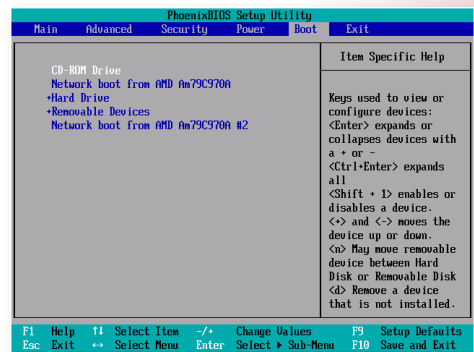 PhoenixBIOS Setup Utility
Main Advanced Security Power Boot Exit
CD-ROM Drive
Network boot from AMD Am79C970A
+Hard Drive
+Removable Devices
Network boot from AMD Am79C970A #2
Item Specific Help
Keys used to view or
configure devices:
<Enter> expands or
collapses devices with
a + or -
<Ctrl+Enter> expands
all
<Shift + 1> enables or
disables a device.
<+> and <-> moves the
device up or down.
<n> May move removable
device between Hard
Disk or Removable Disk
<d> Remove a device
that is not installed.
F1 Help ↑↓ Select Item -/+ Change Values F9 Setup Defaults
Esc Exit ↔ Select Menu Enter Select ▶ Sub-Menu F10 Save and Exit